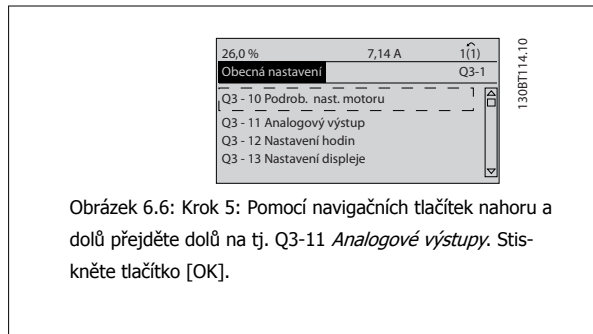 26,0 % 7,14 A 1(1)
Obecná nastavení Q3-1
Q3 - 10 Podrob. nast. motoru
Q3 - 11 Analogový výstup
Q3 - 12 Nastavení hodin
Q3 - 13 Nastavení displeje
130BT114.10
Obrázek 6.6: Krok 5: Pomocí navigačních tlačítek nahoru a
dolů přejděte dolů na tj. Q3-11 Analogové výstupy. Stis-
kněte tlačítko [OK].